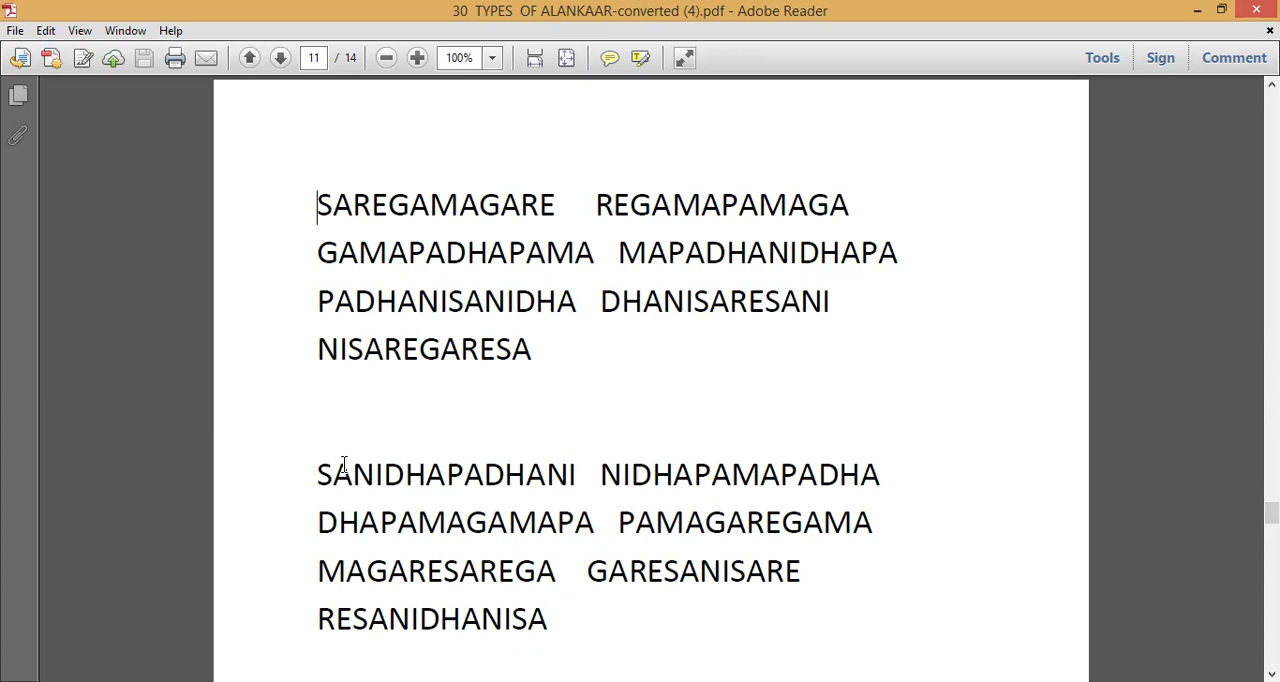 30 TYPES OF ALANKAAR-converted (4).pdf - Adobe Reader
File Edit View Window Help
11 / 14 100% Tools Sign Comment
SAREGAMAGARE REGAMAPAMAGA
GAMAPADHAPAMA MAPADHANIDHAPA
PADHANISANIDHA DHANISARESANI
NISAREGARESA
SANIDHAPADHANI NIDHAPAMAPADHA
DHAPAMAGAMAPA PAMAGAREGAMA
MAGARESAREGA GARESANISARE
RESANIDHANISA